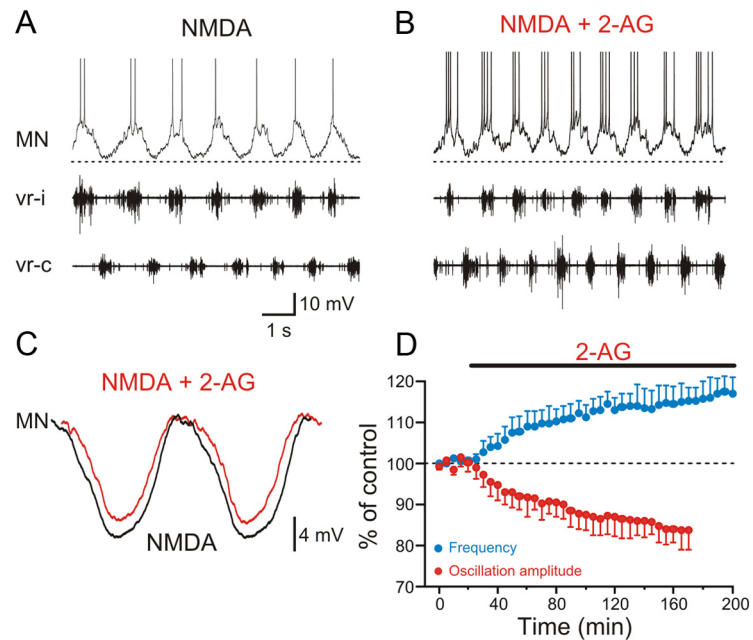 A
NMDA
B
NMDA + 2-AG
MN
vr-i
vr-c
10 mV
1 s
C
NMDA + 2-AG
MN
NMDA
4 mV
D
2-AG
% of control
120
110
100
90
80
70
Frequency
Oscillation amplitude
0 40 80 120 160 200
Time (min)